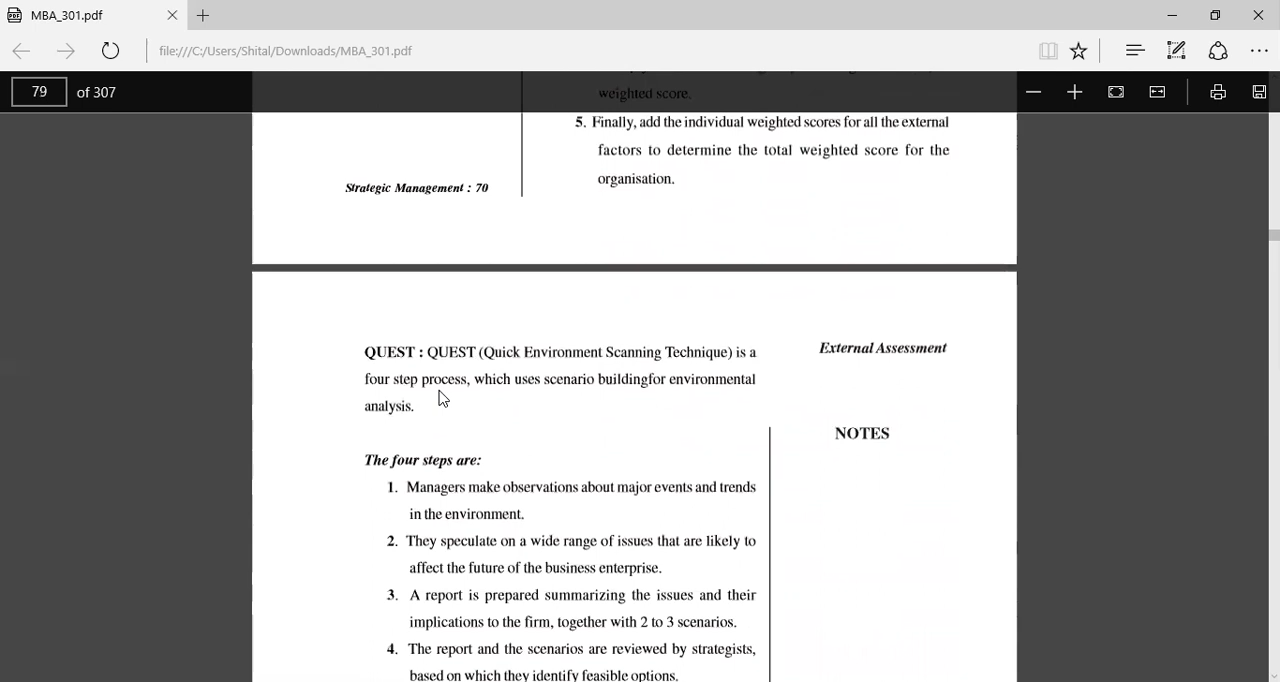 MBA_301.pdf
file:///C:/Users/Shital/Downloads/MBA_301.pdf
79 of 307
weighted score.
5. Finally, add the individual weighted scores for all the external
factors to determine the total weighted score for the
organisation.
Strategic Management : 70
QUEST : QUEST (Quick Environment Scanning Technique) is a
four step process, which uses scenario buildingfor environmental
analysis.
External Assessment
NOTES
The four steps are:
1. Managers make observations about major events and trends
in the environment.
2. They speculate on a wide range of issues that are likely to
affect the future of the business enterprise.
3. A report is prepared summarizing the issues and their
implications to the firm, together with 2 to 3 scenarios.
4. The report and the scenarios are reviewed by strategists,
based on which they identify feasible options.